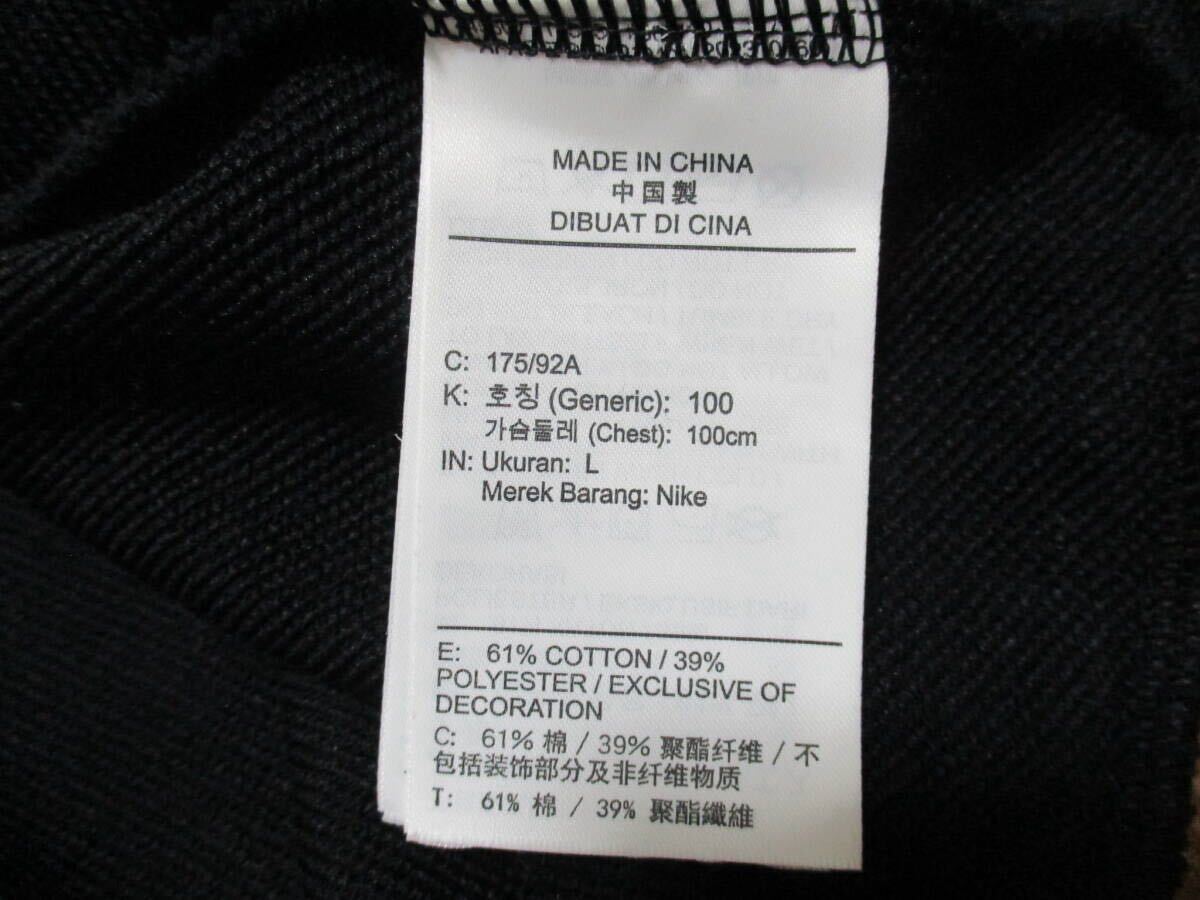 MADE IN CHINA
中国製
DIBUAT DI CINA
C: 175/92A
K: 호칭 (Generic): 100
가슴둘레 (Chest): 100cm
IN: Ukuran: L
Merek Barang: Nike
E: 61% COTTON / 39%
POLYESTER / EXCLUSIVE OF
DECORATION
C: 61% 棉 / 39% 聚酯纤维 / 不
包括装饰部分及非纤维物质
T: 61% 棉 / 39% 聚酯纖維